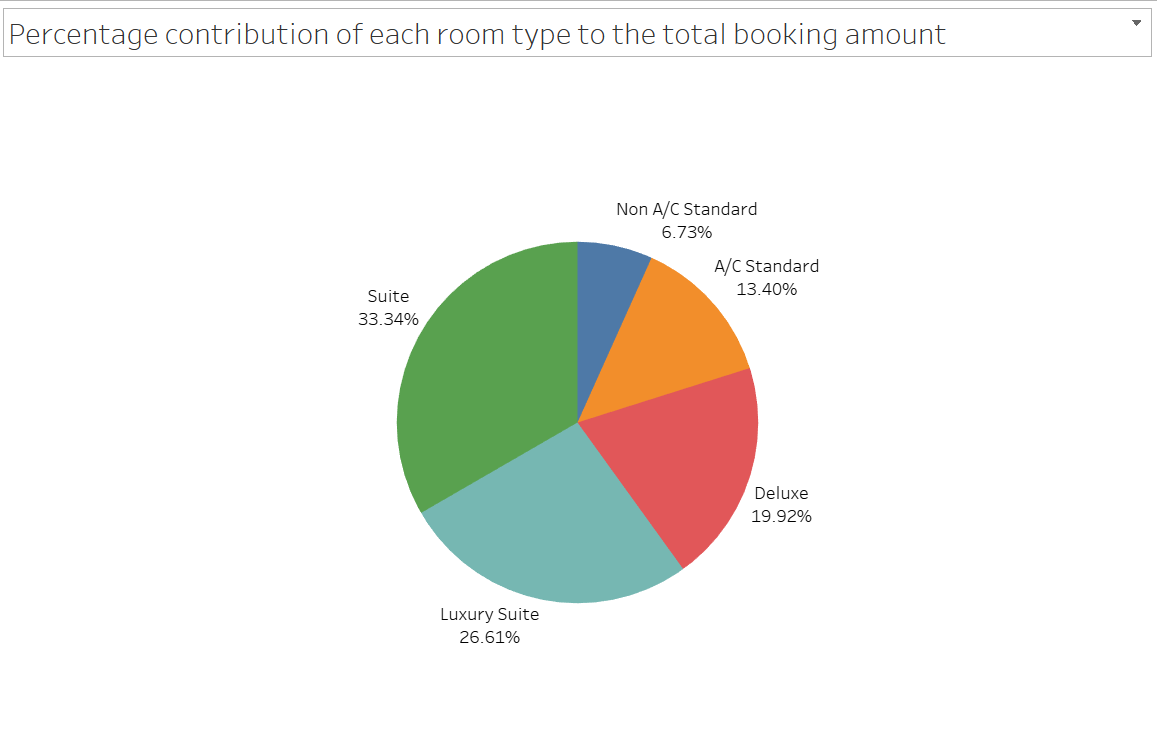 Percentage contribution of each room type to the total booking amount
Non A/C Standard
6.73%
A/C Standard
13.40%
Suite
33.34%
Deluxe
19.92%
Luxury Suite
26.61%